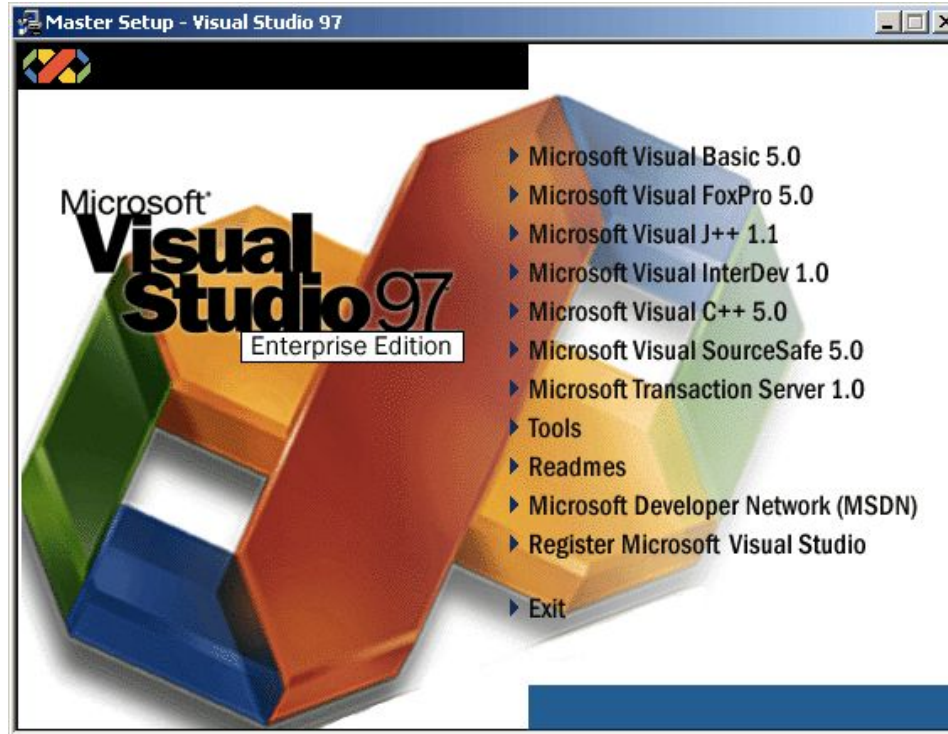 Master Setup - Visual Studio 97
Microsoft®
Visual
Studio 97
Enterprise Edition
Microsoft Visual Basic 5.0
Microsoft Visual FoxPro 5.0
Microsoft Visual J++ 1.1
Microsoft Visual InterDev 1.0
Microsoft Visual C++ 5.0
Microsoft Visual SourceSafe 5.0
Microsoft Transaction Server 1.0
Tools
Readmes
Microsoft Developer Network (MSDN)
Register Microsoft Visual Studio
Exit